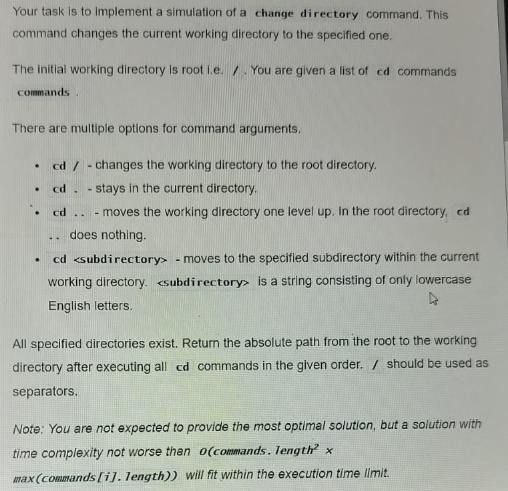 Your task is to implement a simulation of a change directory command. This
command changes the current working directory to the specified one.
The initial working directory is root i.e. / . You are given a list of cd commands
commands .
There are multiple options for command arguments.
• cd / - changes the working directory to the root directory.
• cd . - stays in the current directory.
• cd .. - moves the working directory one level up. In the root directory, cd
.. does nothing.
• cd <subdirectory> - moves to the specified subdirectory within the current
working directory. <subdirectory> is a string consisting of only lowercase
English letters.
All specified directories exist. Return the absolute path from the root to the working
directory after executing all cd commands in the given order. / should be used as
separators.
Note: You are not expected to provide the most optimal solution, but a solution with
time complexity not worse than O(commands.length² ×
max(commands[i].length)) will fit within the execution time limit.